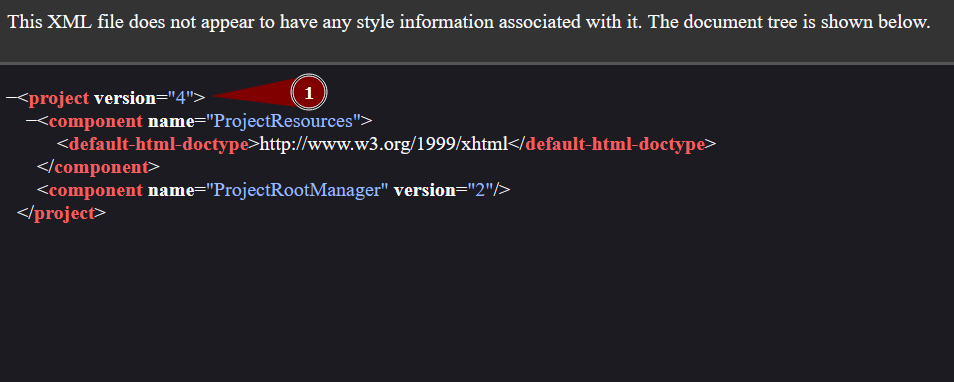 This XML file does not appear to have any style information associated with it. The document tree is shown below.
−<project version="4">
1
−<component name="ProjectResources">
<default-html-doctype>http://www.w3.org/1999/xhtml</default-html-doctype>
</component>
<component name="ProjectRootManager" version="2"/>
</project>